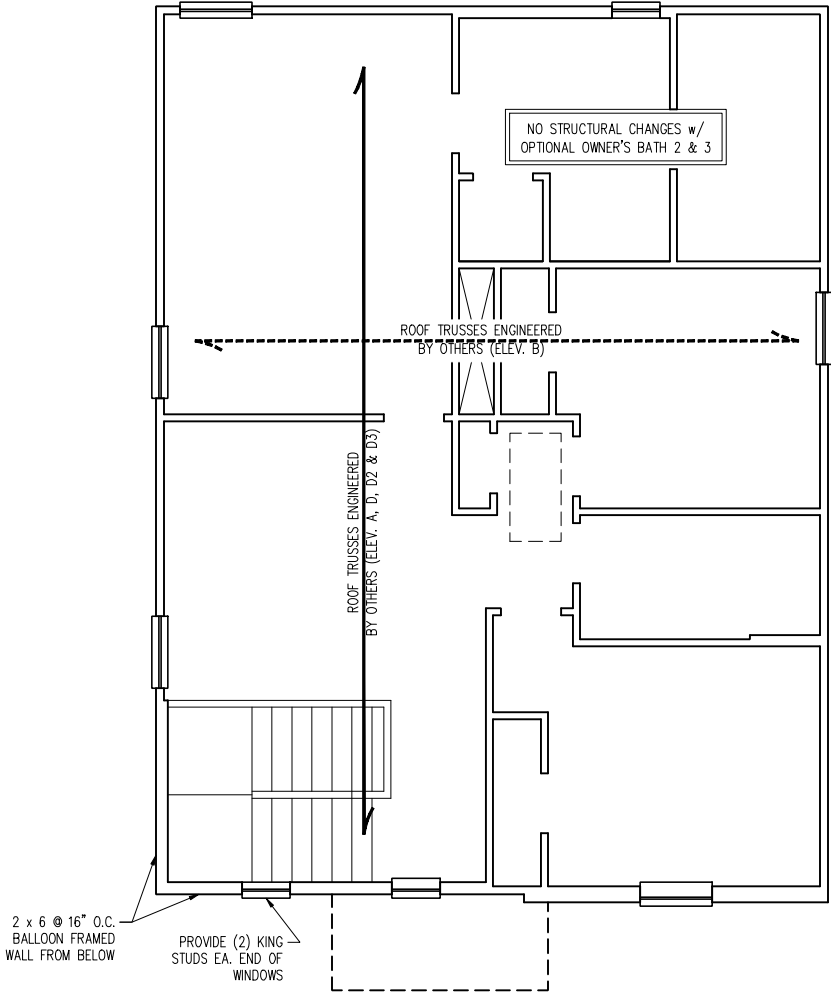 NO STRUCTURAL CHANGES w/
OPTIONAL OWNER'S BATH 2 & 3
ROOF TRUSSES ENGINEERED
BY OTHERS (ELEV. B)
ROOF TRUSSES ENGINEERED
BY OTHERS (ELEV. A, D, D2 & D3)
2 x 6 @ 16" O.C.
BALLOON FRAMED
WALL FROM BELOW
PROVIDE (2) KING
STUDS EA. END OF
WINDOWS